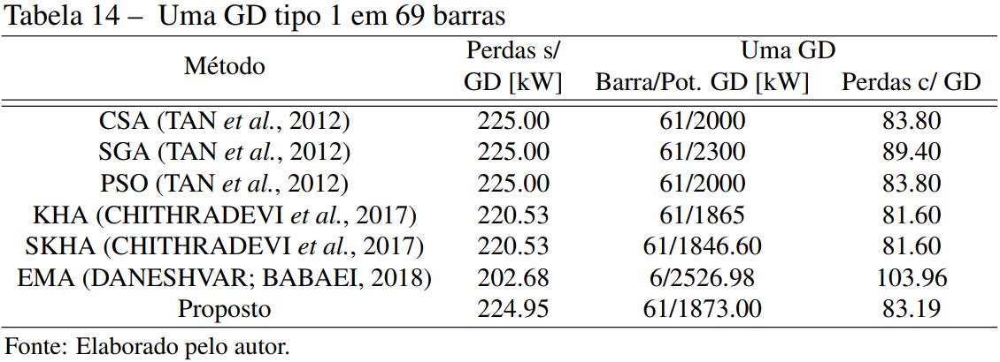 Tabela 14 – Uma GD tipo 1 em 69 barras
Método Perdas s/ GD [kW] Uma GD
Barra/Pot. GD [kW] Perdas c/ GD
CSA (TAN et al., 2012) 225.00 61/2000 83.80
SGA (TAN et al., 2012) 225.00 61/2300 89.40
PSO (TAN et al., 2012) 225.00 61/2000 83.80
KHA (CHITHRADEVI et al., 2017) 220.53 61/1865 81.60
SKHA (CHITHRADEVI et al., 2017) 220.53 61/1846.60 81.60
EMA (DANESHVAR; BABAEI, 2018) 202.68 6/2526.98 103.96
Proposto 224.95 61/1873.00 83.19
Fonte: Elaborado pelo autor.